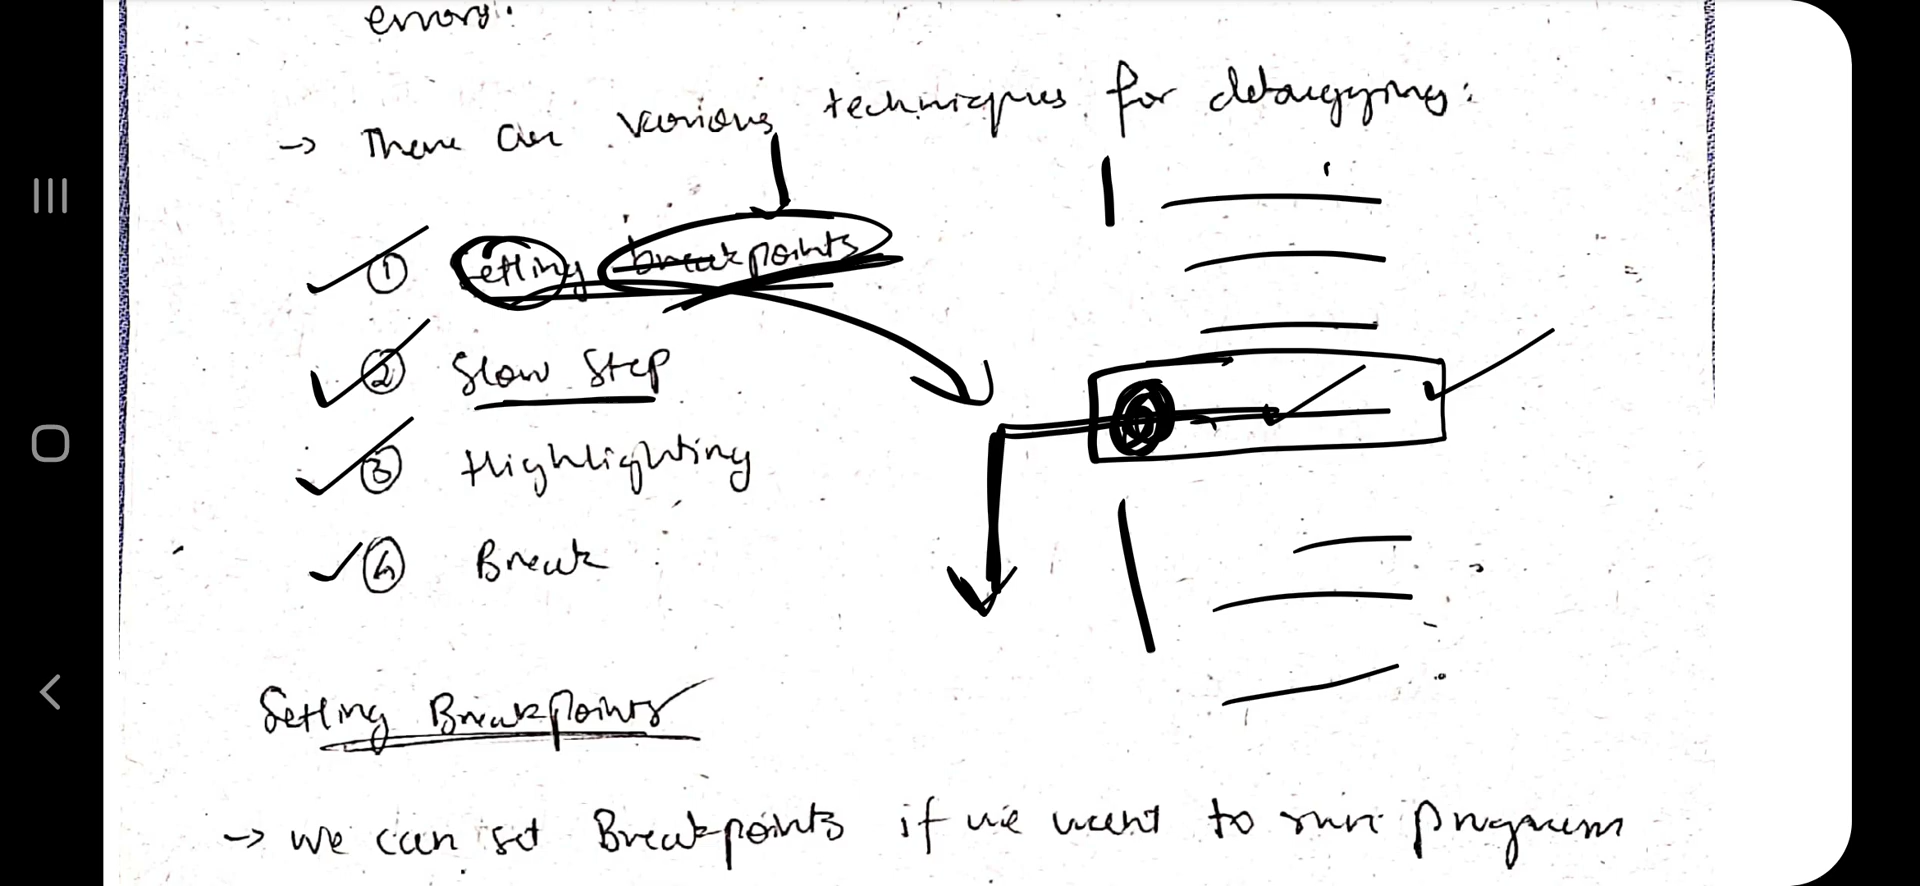 errors.
→ There are various techniques for debugging:
① Setting breakpoints
② Slow Step
③ Highlighting
④ Break
Setting Breakpoints
→ we can set Breakpoints if we want to run program